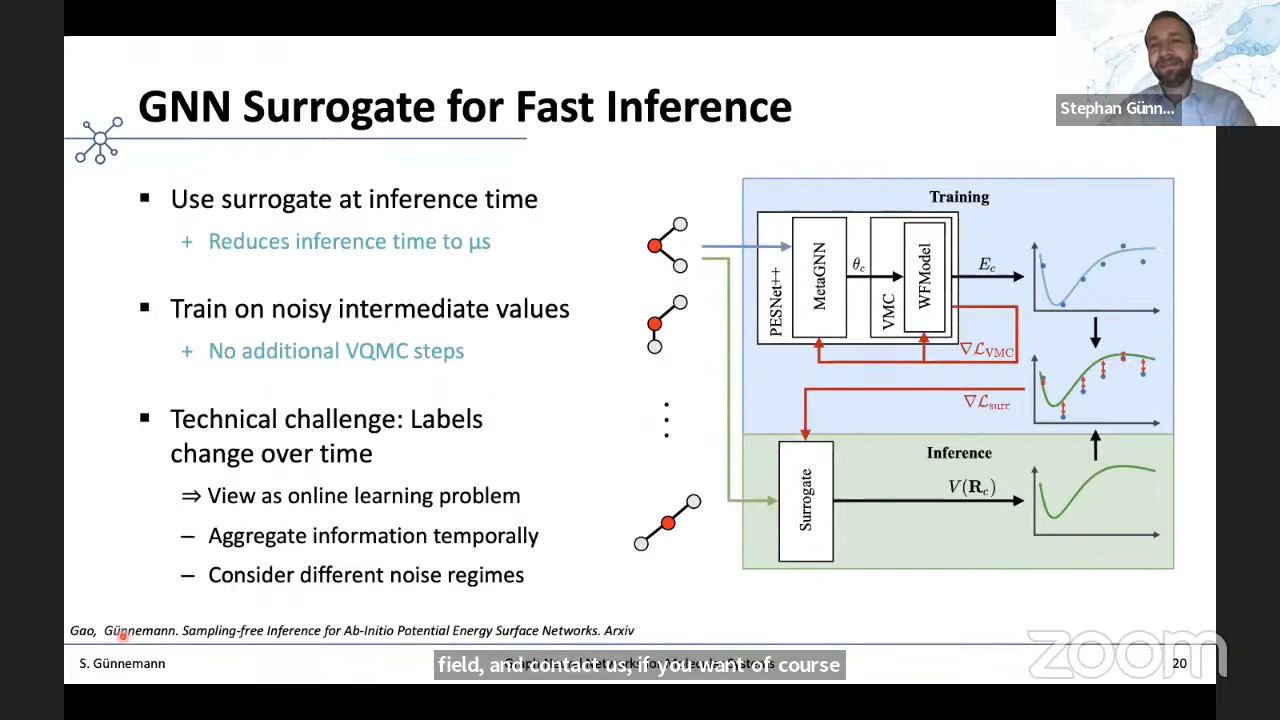 GNN Surrogate for Fast Inference
Stephan Günn...
Use surrogate at inference time
+ Reduces inference time to µs
Train on noisy intermediate values
+ No additional VQMC steps
Technical challenge: Labels
change over time
⇒ View as online learning problem
– Aggregate information temporally
– Consider different noise regimes
Training
PESNet++
MetaGNN
θc
VMC
WFModel
Ec
∇ℒVMC
∇ℒsurr
Inference
Surrogate
V(Rc)
Gao, Günnemann. Sampling-free Inference for Ab-Initio Potential Energy Surface Networks. Arxiv
S. Günnemann
field, and contact us, if you want of course
20
zoom